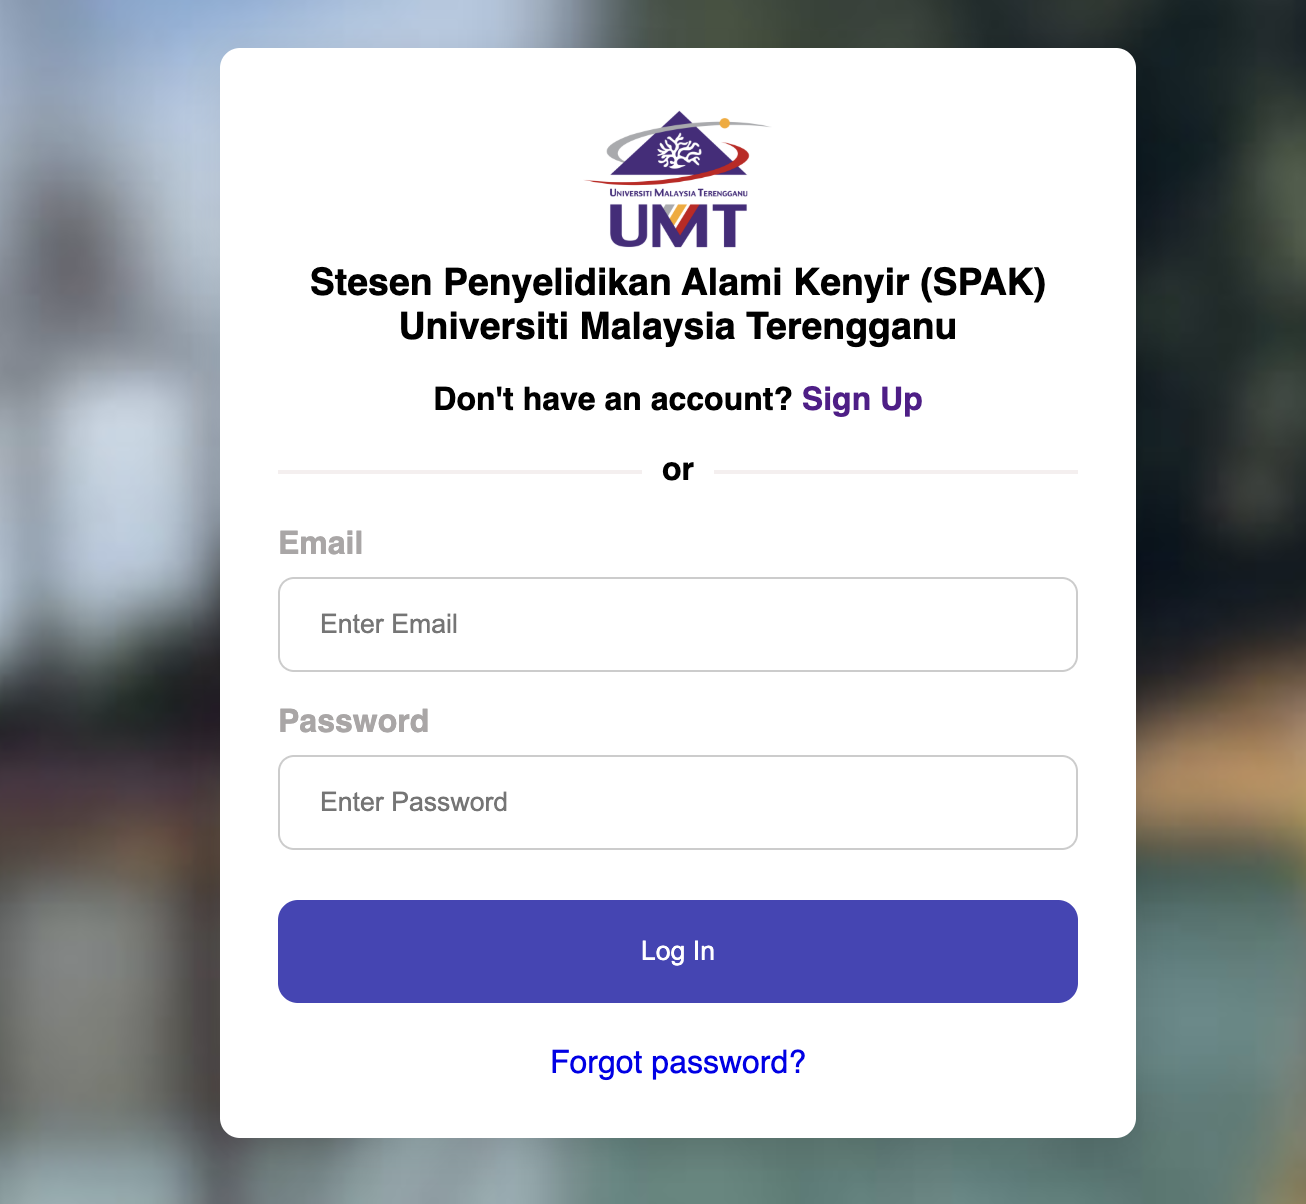 Universiti Malaysia Terengganu
UMT
Stesen Penyelidikan Alami Kenyir (SPAK)
Universiti Malaysia Terengganu
Don't have an account? Sign Up
or
Email
Enter Email
Password
Enter Password
Log In
Forgot password?